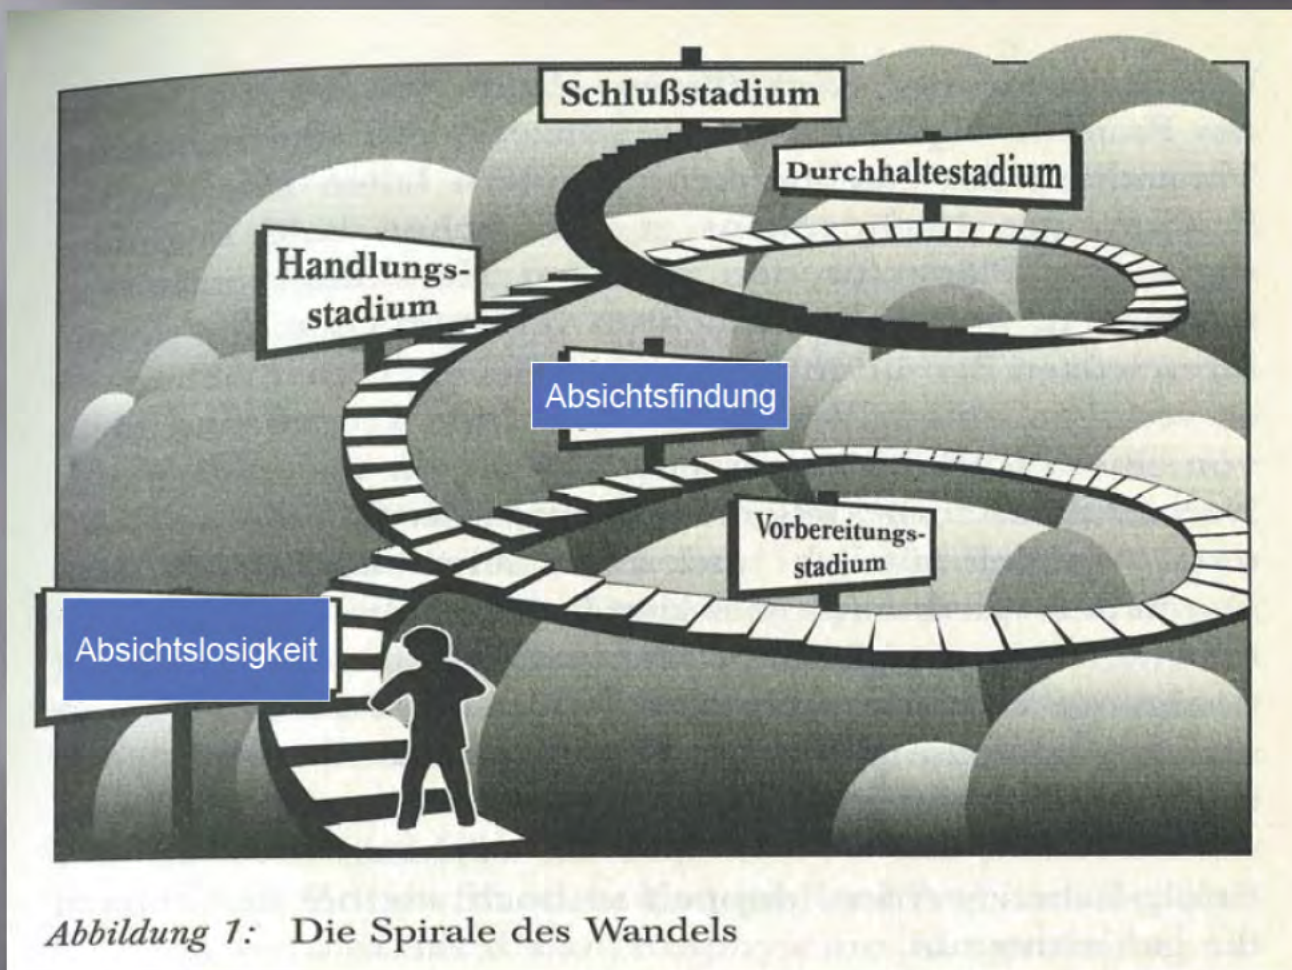 Schlußstadium
Durchhaltestadium
Handlungs-
stadium
Absichtsfindung
Vorbereitungs-
stadium
Absichtslosigkeit
Abbildung 1: Die Spirale des Wandels